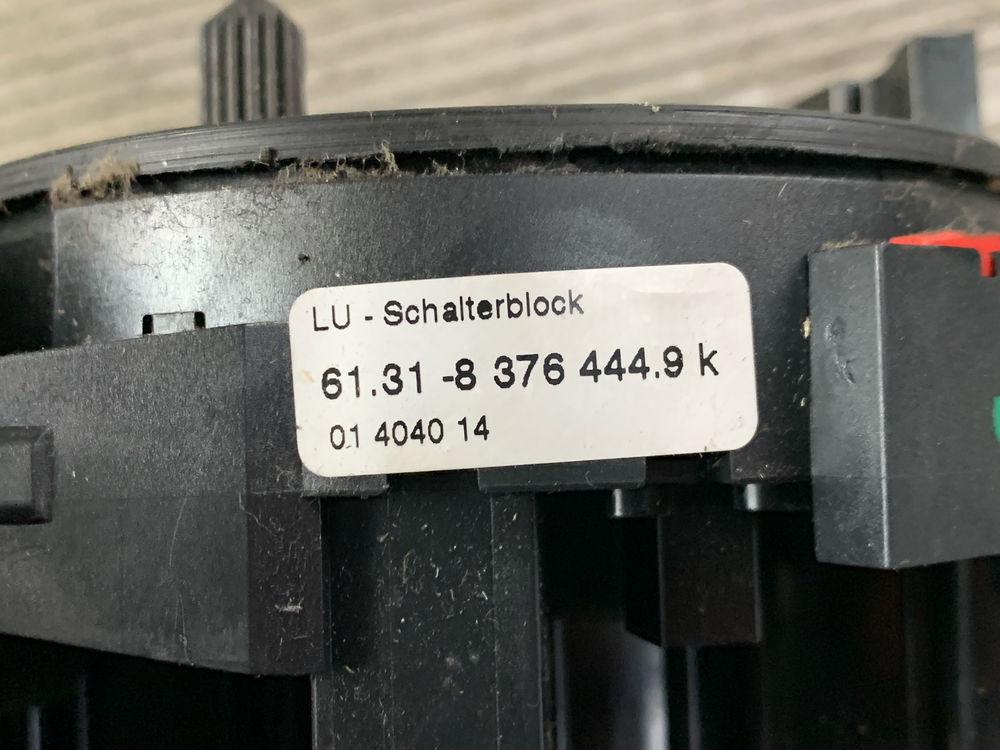 LU - Schalterblock
61.31 -8 376 444.9 k
01 4040 14